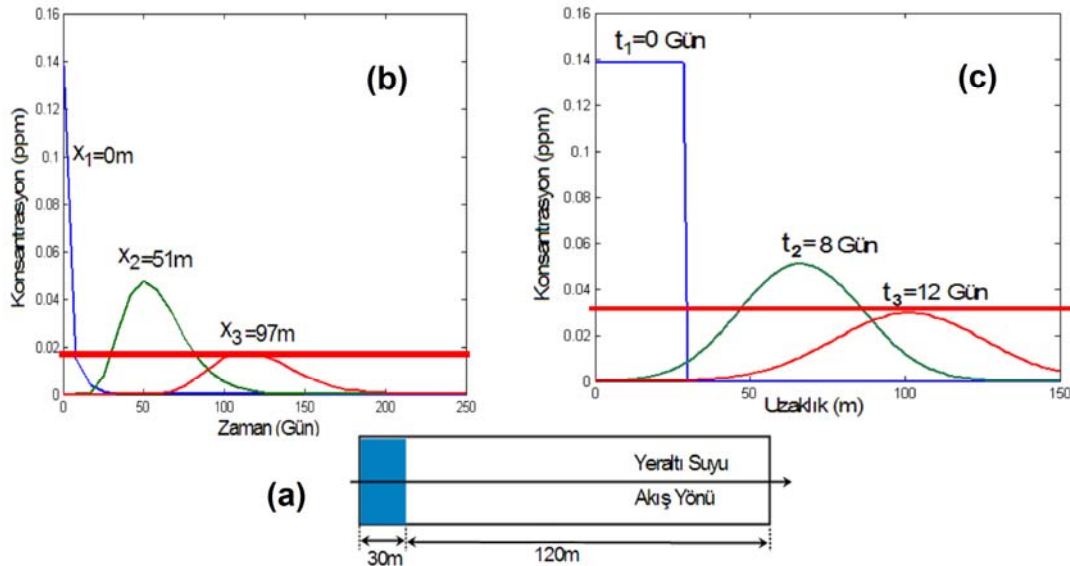 (b)
Konsantrasyon (ppm)
0.16
0.14
0.12
0.1
0.08
0.06
0.04
0.02
0
x1=0m
x2=51m
x3=97m
0 50 100 150 200 250
Zaman (Gün)
(c)
Konsantrasyon (ppm)
0.16
0.14
0.12
0.1
0.08
0.06
0.04
0.02
0
t1=0 Gün
t2=8 Gün
t3=12 Gün
0 50 100 150
Uzaklık (m)
(a)
Yeraltı Suyu
Akış Yönü
30m
120m